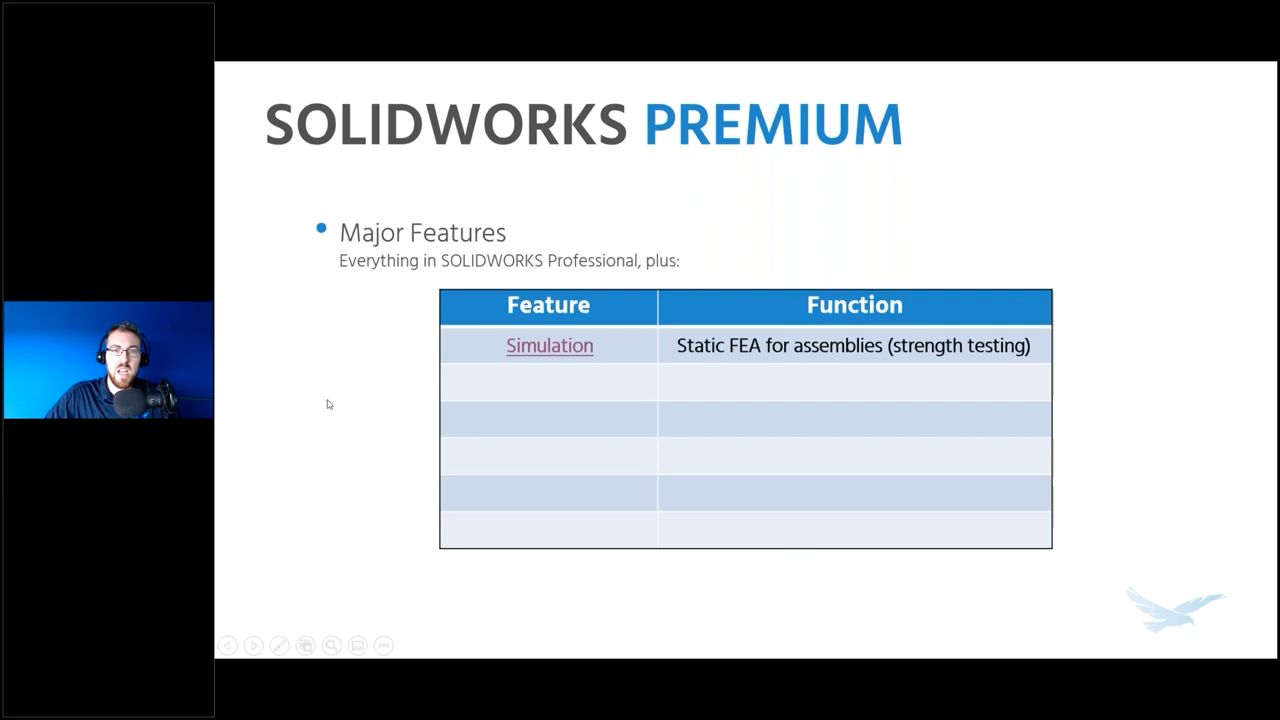 SOLIDWORKS PREMIUM
Major Features
Everything in SOLIDWORKS Professional, plus:
Feature Function
Simulation Static FEA for assemblies (strength testing)